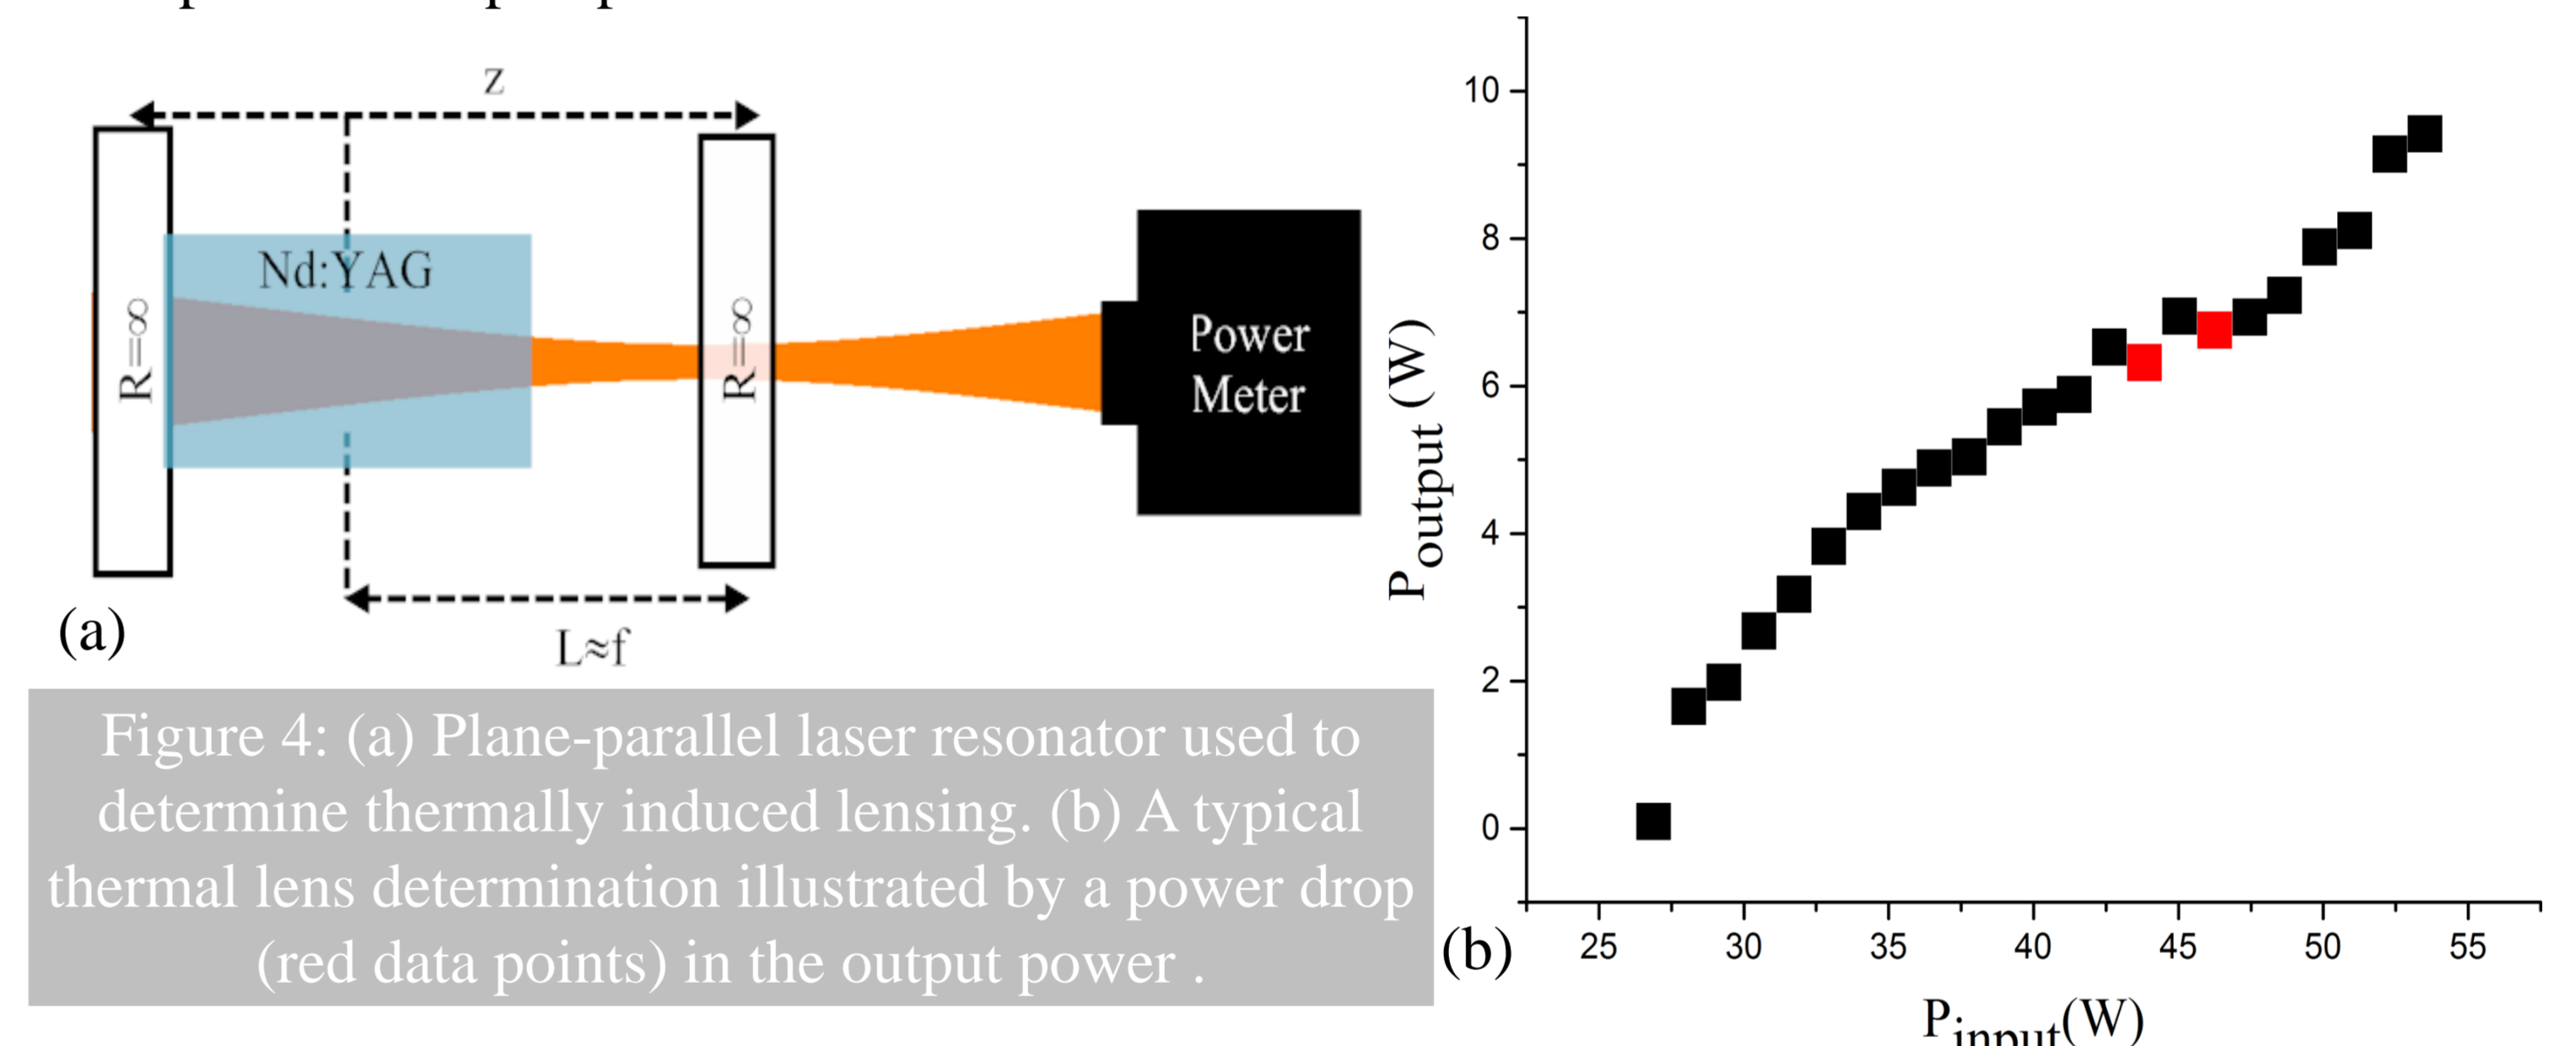 z
Nd:YAG
R=∞
R=∞
Power
Meter
L≈f
(a)
Figure 4: (a) Plane-parallel laser resonator used to
determine thermally induced lensing. (b) A typical
thermal lens determination illustrated by a power drop
(red data points) in the output power .
Poutput (W)
10
8
6
4
2
0
25 30 35 40 45 50 55
(b)
Pinput(W)